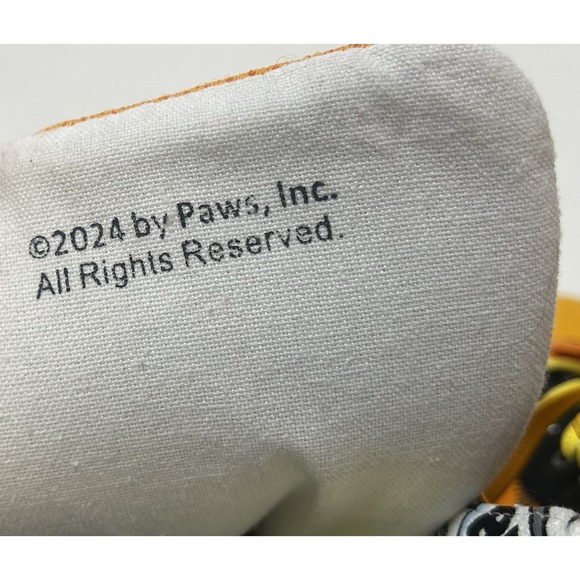 ©2024 by Paws, Inc.
All Rights Reserved.